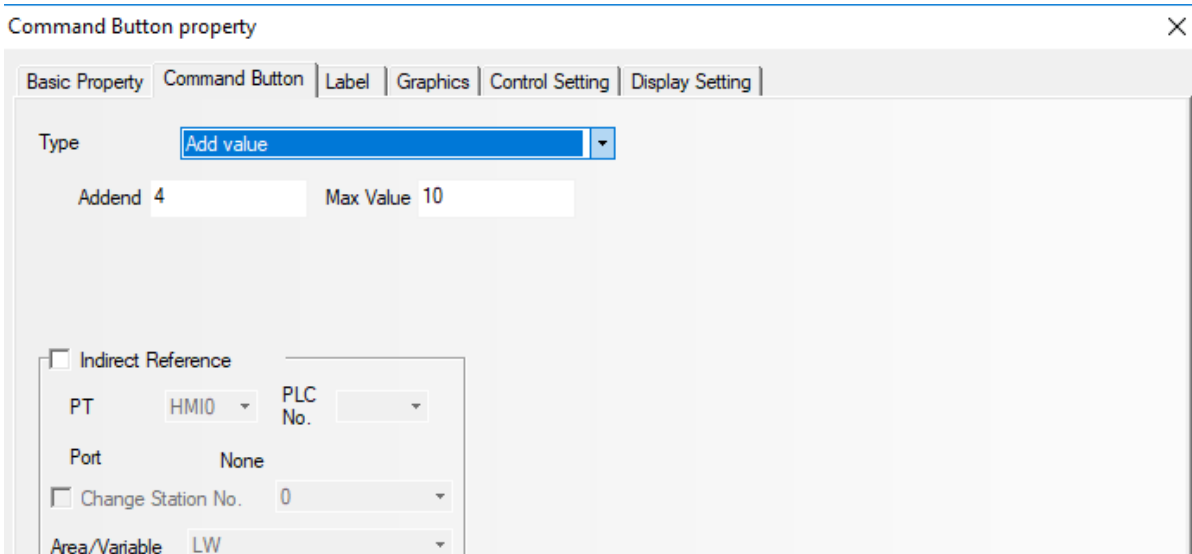 Command Button property
Basic Property Command Button Label Graphics Control Setting Display Setting
Type Add value
Addend 4 Max Value 10
Indirect Reference
PT HMI0 PLC No.
Port None
Change Station No. 0
Area/Variable LW